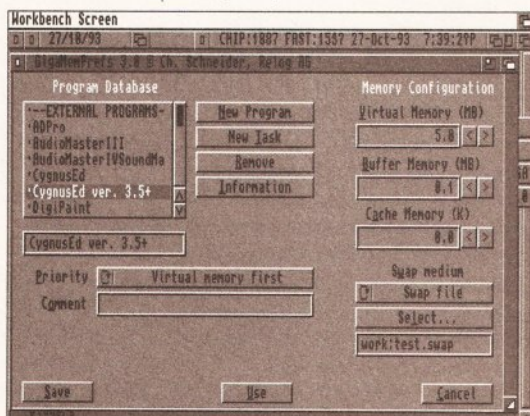 Workbench Screen
27/10/93
CHIP:1887 FAST:1537 27-Oct-93 7:39:21P
GigaMemPrefs 3.0 © Ch. Schneider, Relog AG
Program Database
Memory Configuration
·--EXTERNAL PROGRAMS-
·ADPro
·AudioMasterIII
·AudioMasterIVSoundMa
·CygnusEd
·CygnusEd ver. 3.5+
·DigiPaint
CygnusEd ver. 3.5+
New Program
New Task
Remove
Information
Virtual Memory (MB)
5.0 < >
Buffer Memory (MB)
0.1 < >
Cache Memory (K)
0.0 < >
Priority Virtual memory first
Comment
Swap medium
Swap file
Select...
work:test.swap
Save
Use
Cancel